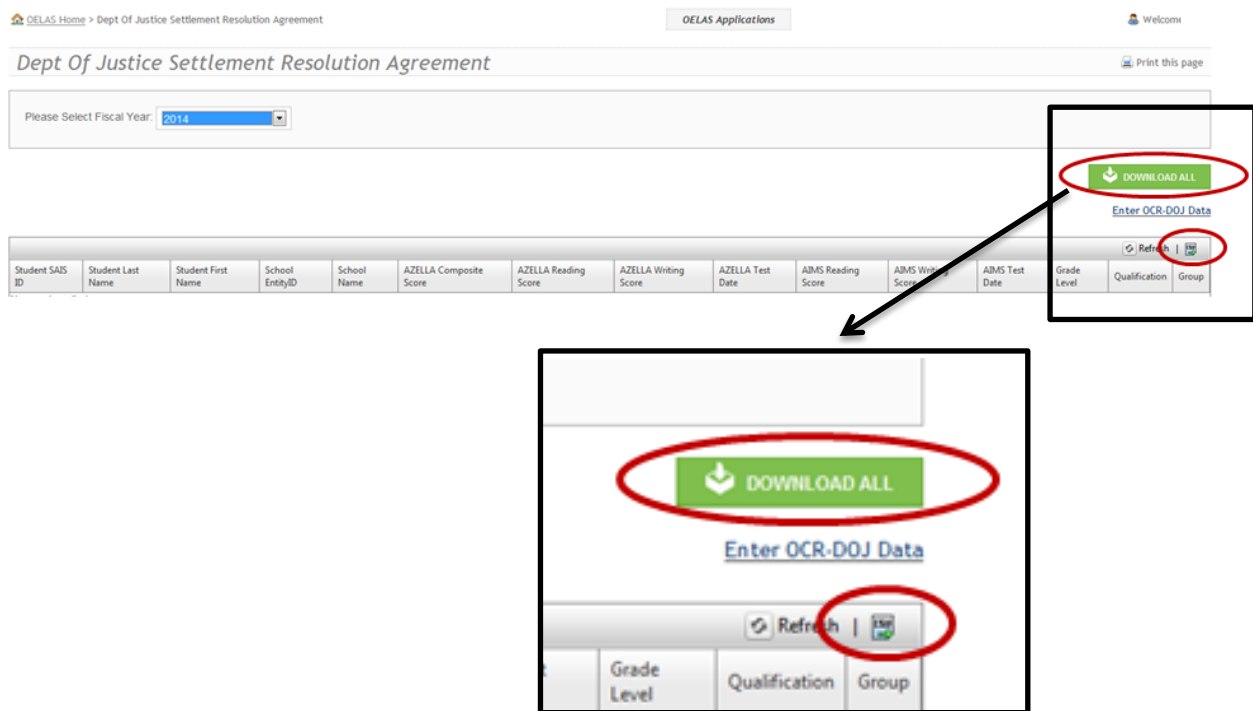 OELAS Home > Dept Of Justice Settlement Resolution Agreement
OELAS Applications
Welcome
Dept Of Justice Settlement Resolution Agreement
Print this page
Please Select Fiscal Year: 2014
DOWNLOAD ALL
Enter OCR-DOJ Data
Refresh |
Student SAIS ID
Student Last Name
Student First Name
School EntityID
School Name
AZELLA Composite Score
AZELLA Reading Score
AZELLA Writing Score
AZELLA Test Date
AIMS Reading Score
AIMS Writing Score
AIMS Test Date
Grade Level
Qualification
Group
DOWNLOAD ALL
Enter OCR-DOJ Data
Refresh |
t
Grade Level
Qualification
Group